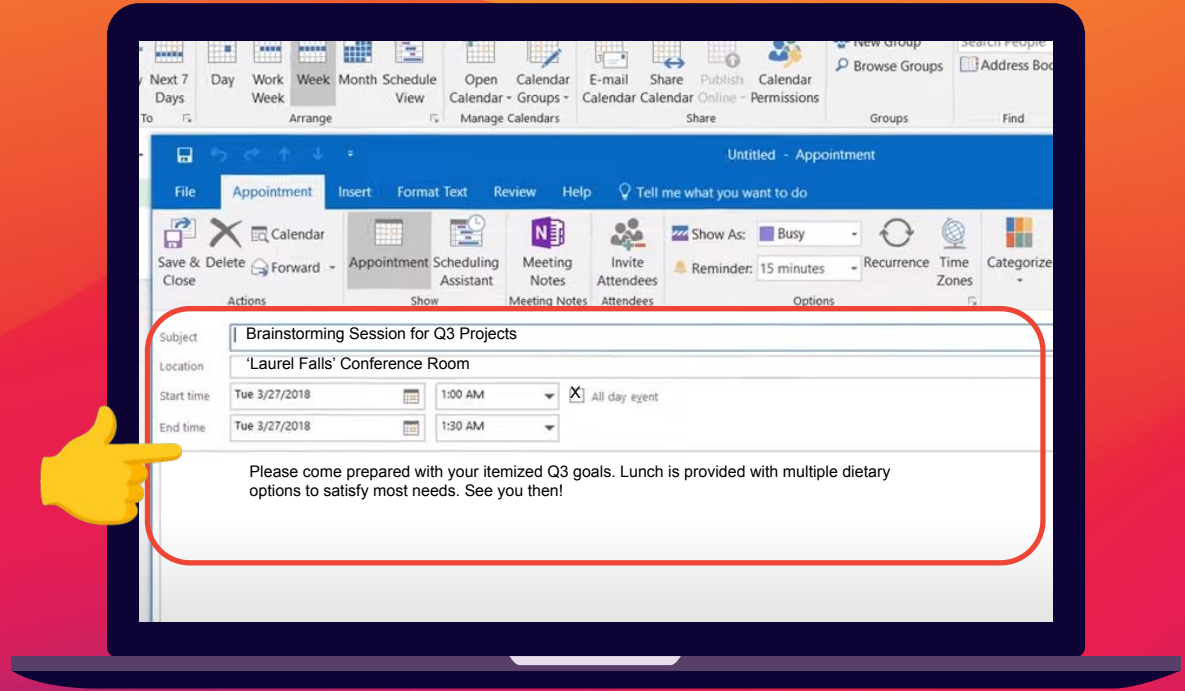 New Group
Search People
Next 7 Days
Day
Work Week
Week
Month
Schedule View
Open Calendar
Calendar Groups
E-mail Calendar
Share Calendar
Publish Online
Calendar Permissions
Browse Groups
Address Boo
To
Arrange
Manage Calendars
Share
Groups
Find
Untitled - Appointment
File
Appointment
Insert
Format Text
Review
Help
Tell me what you want to do
Save & Close
Delete
Calendar
Forward
Appointment
Scheduling Assistant
Meeting Notes
Invite Attendees
Show As:
Busy
Reminder:
15 minutes
Recurrence
Time Zones
Categorize
Actions
Show
Meeting Notes
Attendees
Options
Subject
Brainstorming Session for Q3 Projects
Location
‘Laurel Falls’ Conference Room
Start time
Tue 3/27/2018
1:00 AM
X
All day event
End time
Tue 3/27/2018
1:30 AM
Please come prepared with your itemized Q3 goals. Lunch is provided with multiple dietary
options to satisfy most needs. See you then!